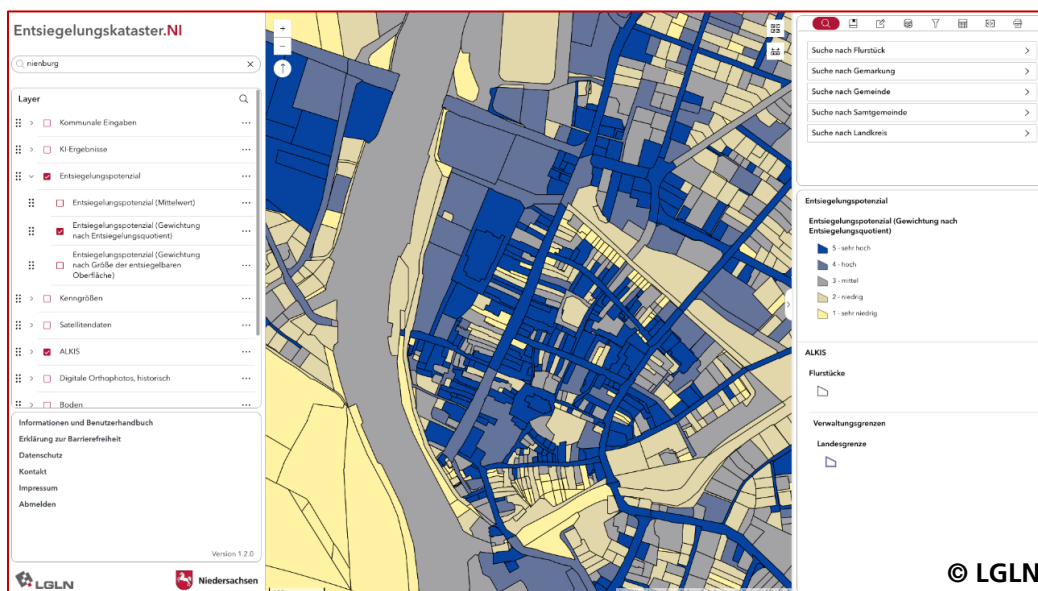 Entsiegelungskataster.NI
nienburg
Layer
Kommunale Eingaben
KI-Ergebnisse
Entsiegelungspotenzial
Entsiegelungspotenzial (Mittelwert)
Entsiegelungspotenzial (Gewichtung
nach Entsiegelungsquotient)
Entsiegelungspotenzial (Gewichtung
nach Größe der entsiegelbaren
Oberfläche)
Kenngrößen
Satellitendaten
ALKIS
Digitale Orthophotos, historisch
Boden
Informationen und Benutzerhandbuch
Erklärung zur Barrierefreiheit
Datenschutz
Kontakt
Impressum
Abmelden
Version 1.2.0
LGLN
Niedersachsen
Suche nach Flurstück
Suche nach Gemarkung
Suche nach Gemeinde
Suche nach Samtgemeinde
Suche nach Landkreis
Entsiegelungspotenzial
Entsiegelungspotenzial (Gewichtung nach
Entsiegelungsquotient)
5 - sehr hoch
4 - hoch
3 - mittel
2 - niedrig
1 - sehr niedrig
ALKIS
Flurstücke
Verwaltungsgrenzen
Landesgrenze
© LGLN